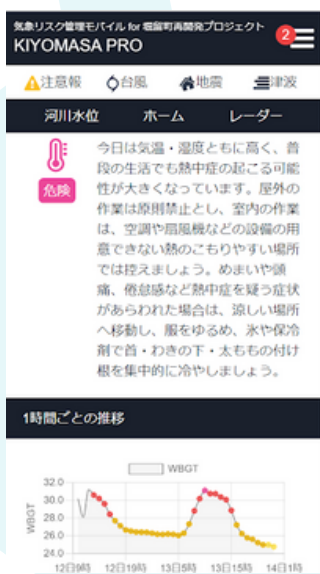 気象リスク管理モバイル for 堀留町再開発プロジェクト
KIYOMASA PRO
2
注意報 台風 地震 津波
河川水位 ホーム レーダー
危険
今日は気温・湿度ともに高く、普
段の生活でも熱中症の起こる可能
性が大きくなっています。屋外の
作業は原則禁止とし、室内の作業
は、空調や扇風機などの設備の用
意できない熱のこもりやすい場所
では控えましょう。めまいや頭
痛、倦怠感など熱中症を疑う症状
があらわれた場合は、涼しい場所
へ移動し、服をゆるめ、氷や保冷
剤で首・わきの下・太ももの付け
根を集中的に冷やしましょう。
1時間ごとの推移
WBGT
WBGT
32.0
30.0
28.0
26.0
24.0
12日9時 12日19時 13日5時 13日15時 14日1時